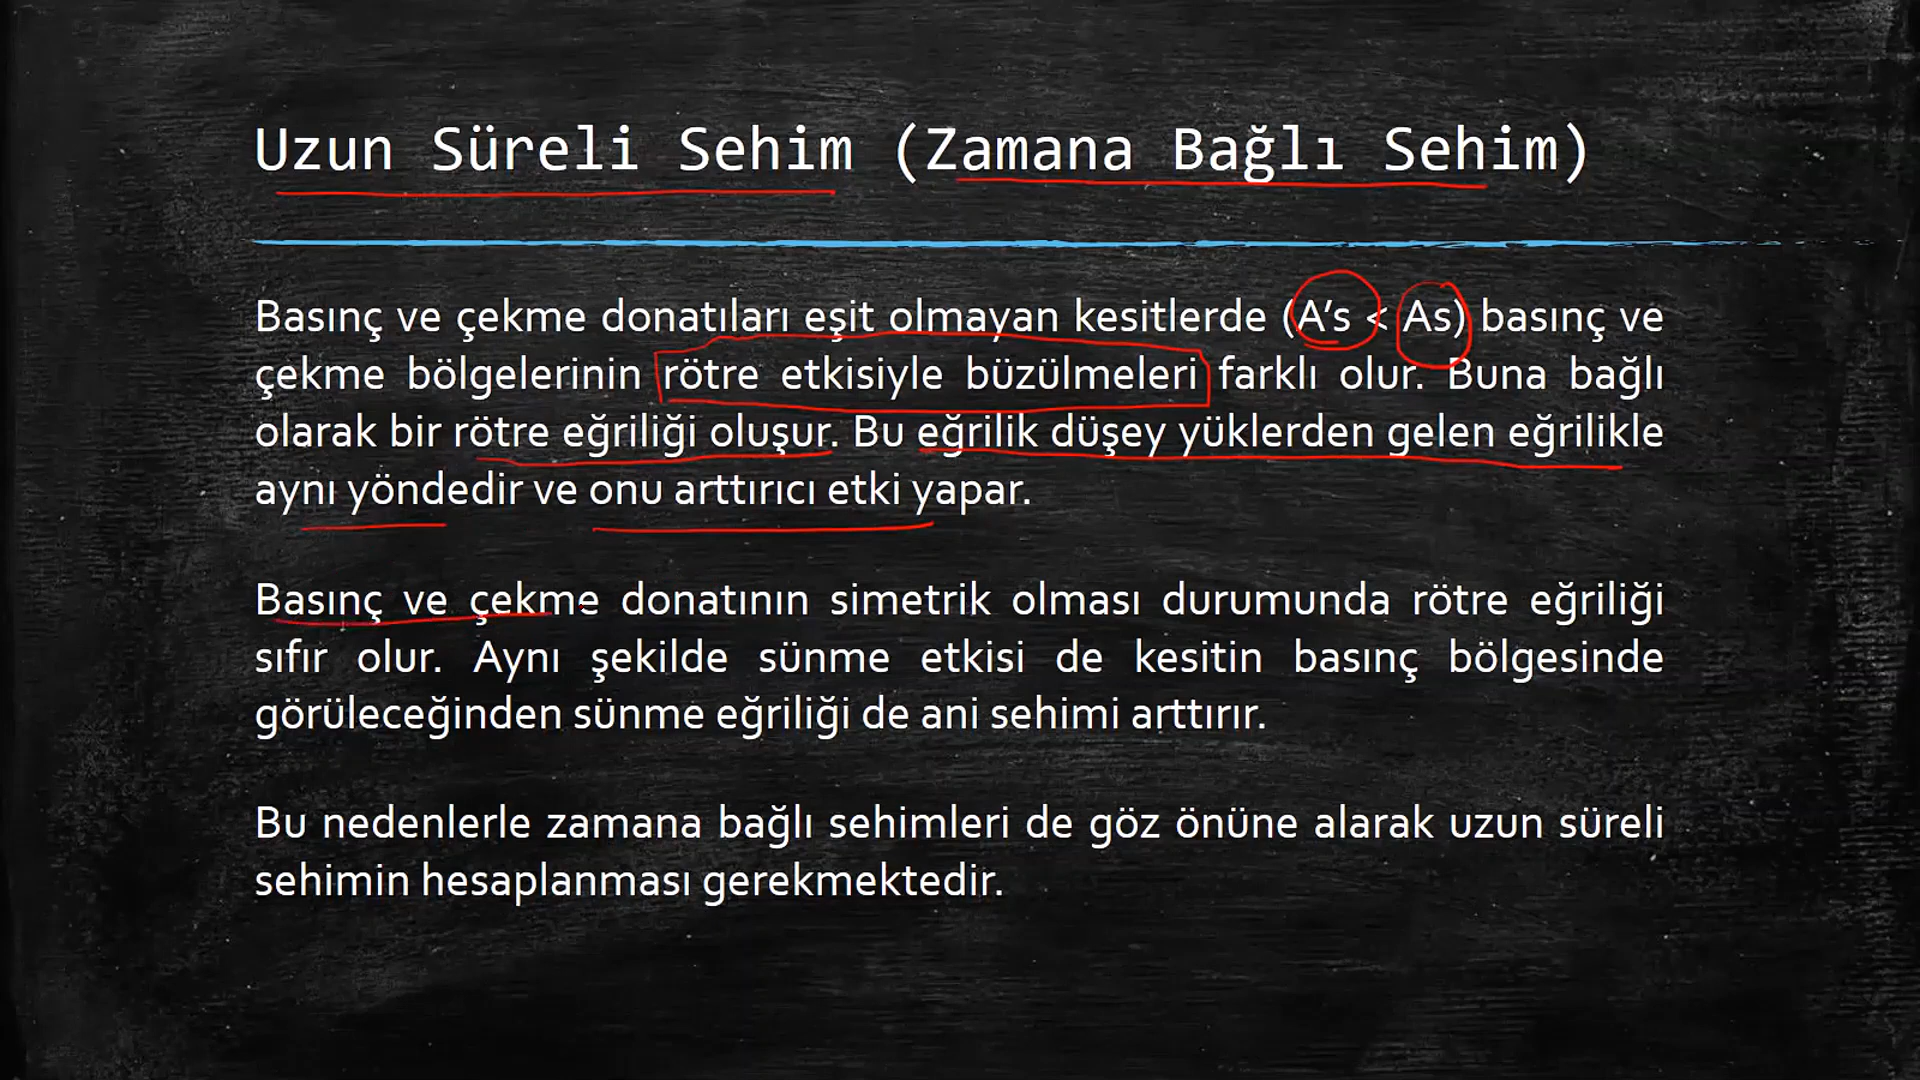 Uzun Süreli Sehim (Zamana Bağlı Sehim)
Basınç ve çekme donatıları eşit olmayan kesitlerde (A’s < As) basınç ve
çekme bölgelerinin rötre etkisiyle büzülmeleri farklı olur. Buna bağlı
olarak bir rötre eğriliği oluşur. Bu eğrilik düşey yüklerden gelen eğrilikle
aynı yöndedir ve onu arttırıcı etki yapar.
Basınç ve çekme donatının simetrik olması durumunda rötre eğriliği
sıfır olur. Aynı şekilde sünme etkisi de kesitin basınç bölgesinde
görüleceğinden sünme eğriliği de ani sehimi arttırır.
Bu nedenlerle zamana bağlı sehimleri de göz önüne alarak uzun süreli
sehimin hesaplanması gerekmektedir.